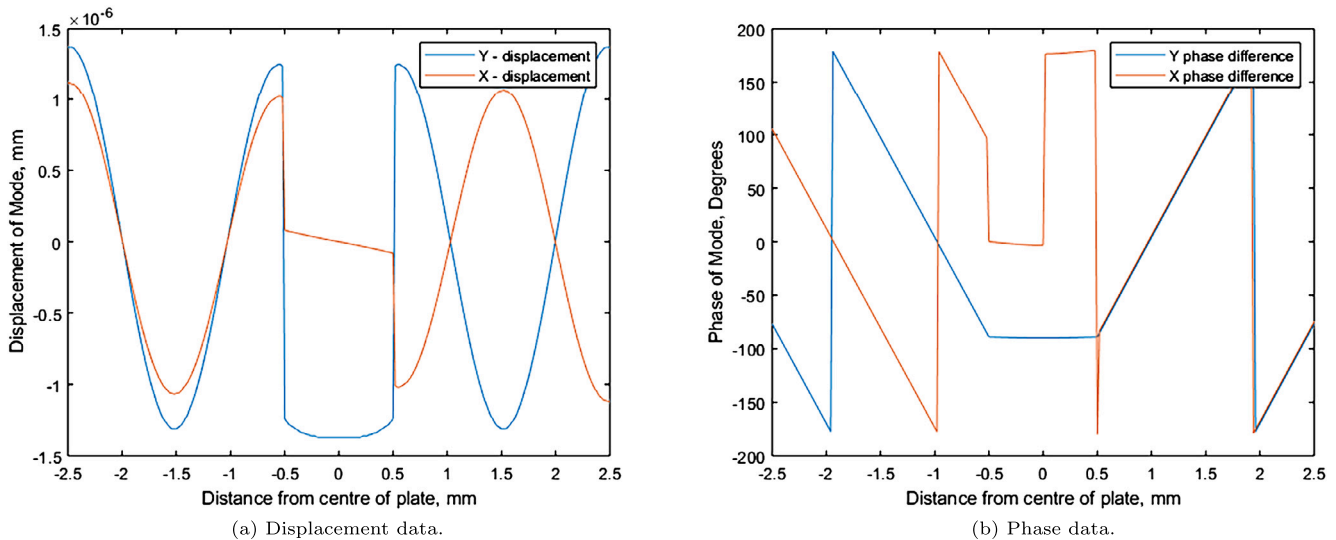 ×10^-6
1.5
1
0.5
0
-0.5
-1
-1.5
-2.5 -2 -1.5 -1 -0.5 0 0.5 1 1.5 2 2.5
Displacement of Mode, mm
Distance from centre of plate, mm
Y - displacement
X - displacement
(a) Displacement data.
200
150
100
50
0
-50
-100
-150
-200
-2.5 -2 -1.5 -1 -0.5 0 0.5 1 1.5 2 2.5
Phase of Mode, Degrees
Distance from centre of plate, mm
Y phase difference
X phase difference
(b) Phase data.